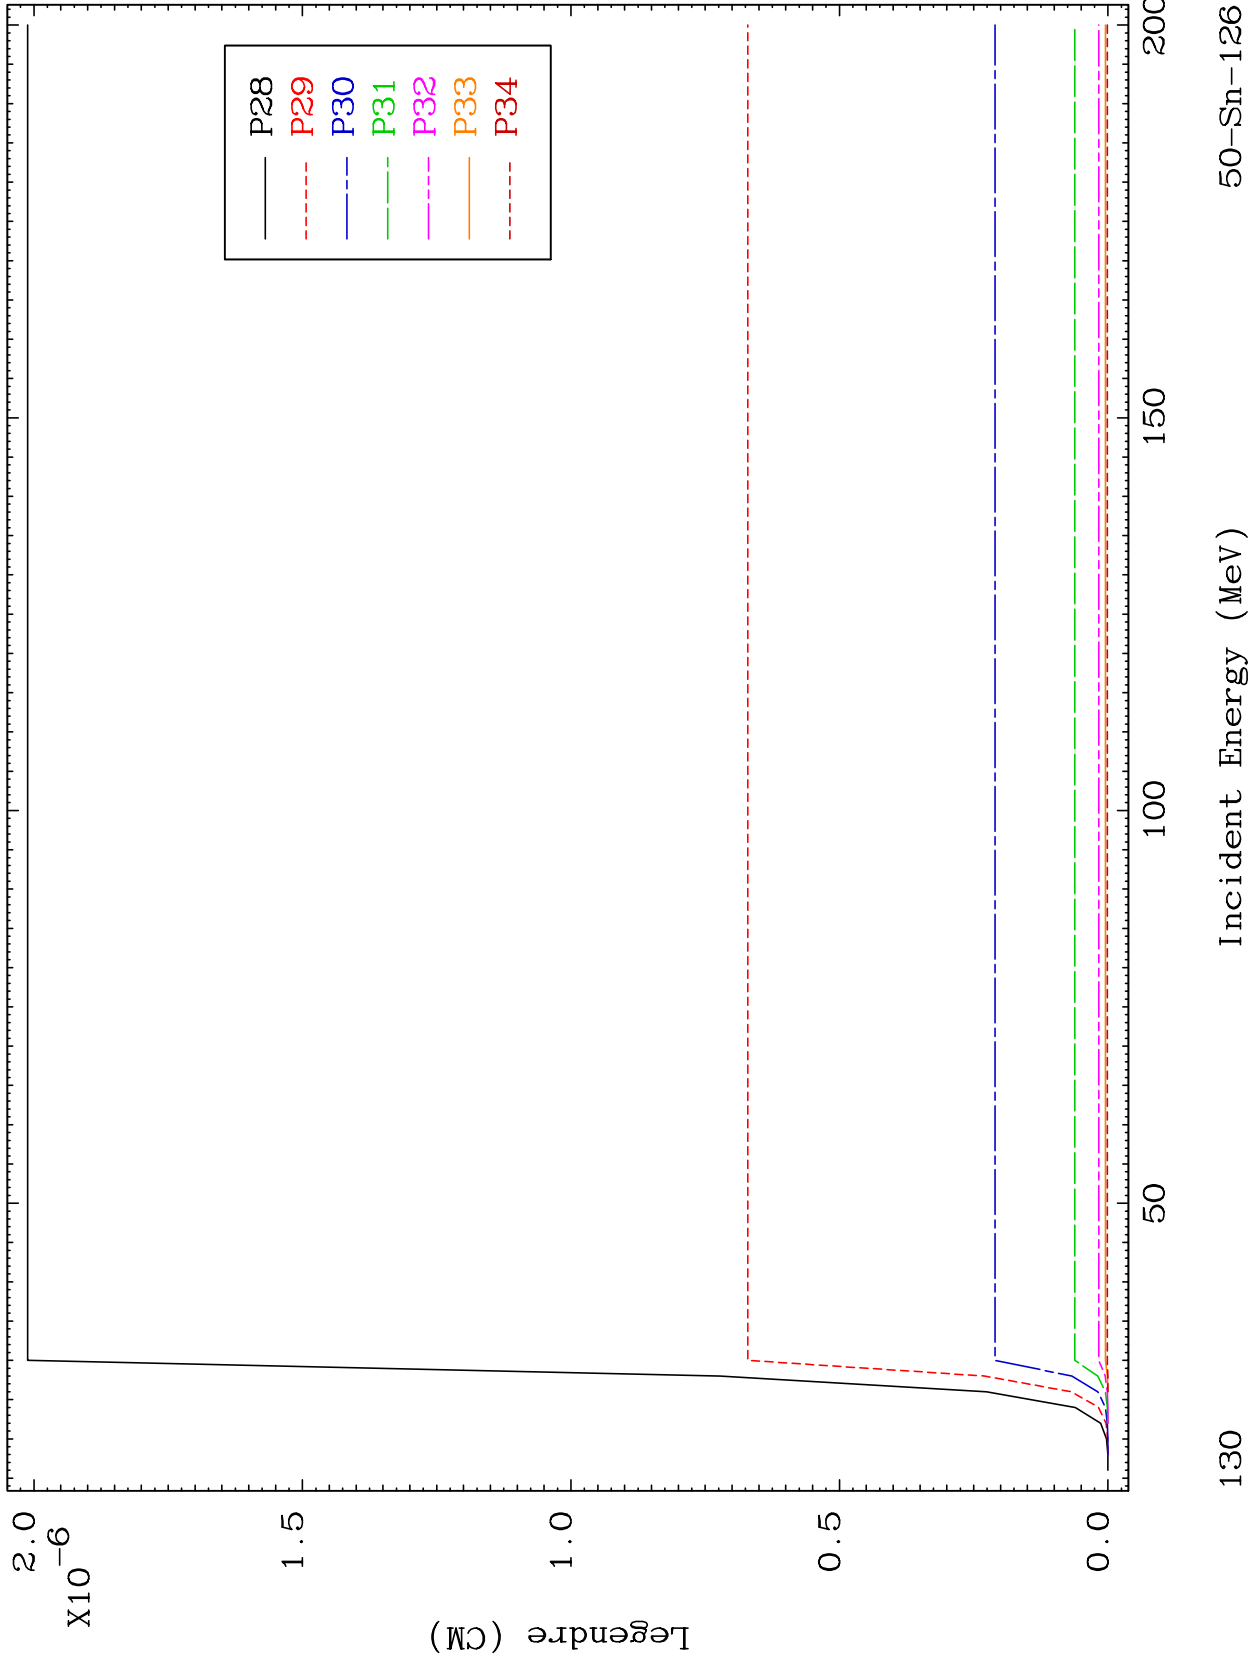 2.0
X10-6
1.5
1.0
0.5
0.0
Legendre (CM)
P28
P29
P30
P31
P32
P33
P34
50
100
150
200
Incident Energy (MeV)
130
50-Sn-126